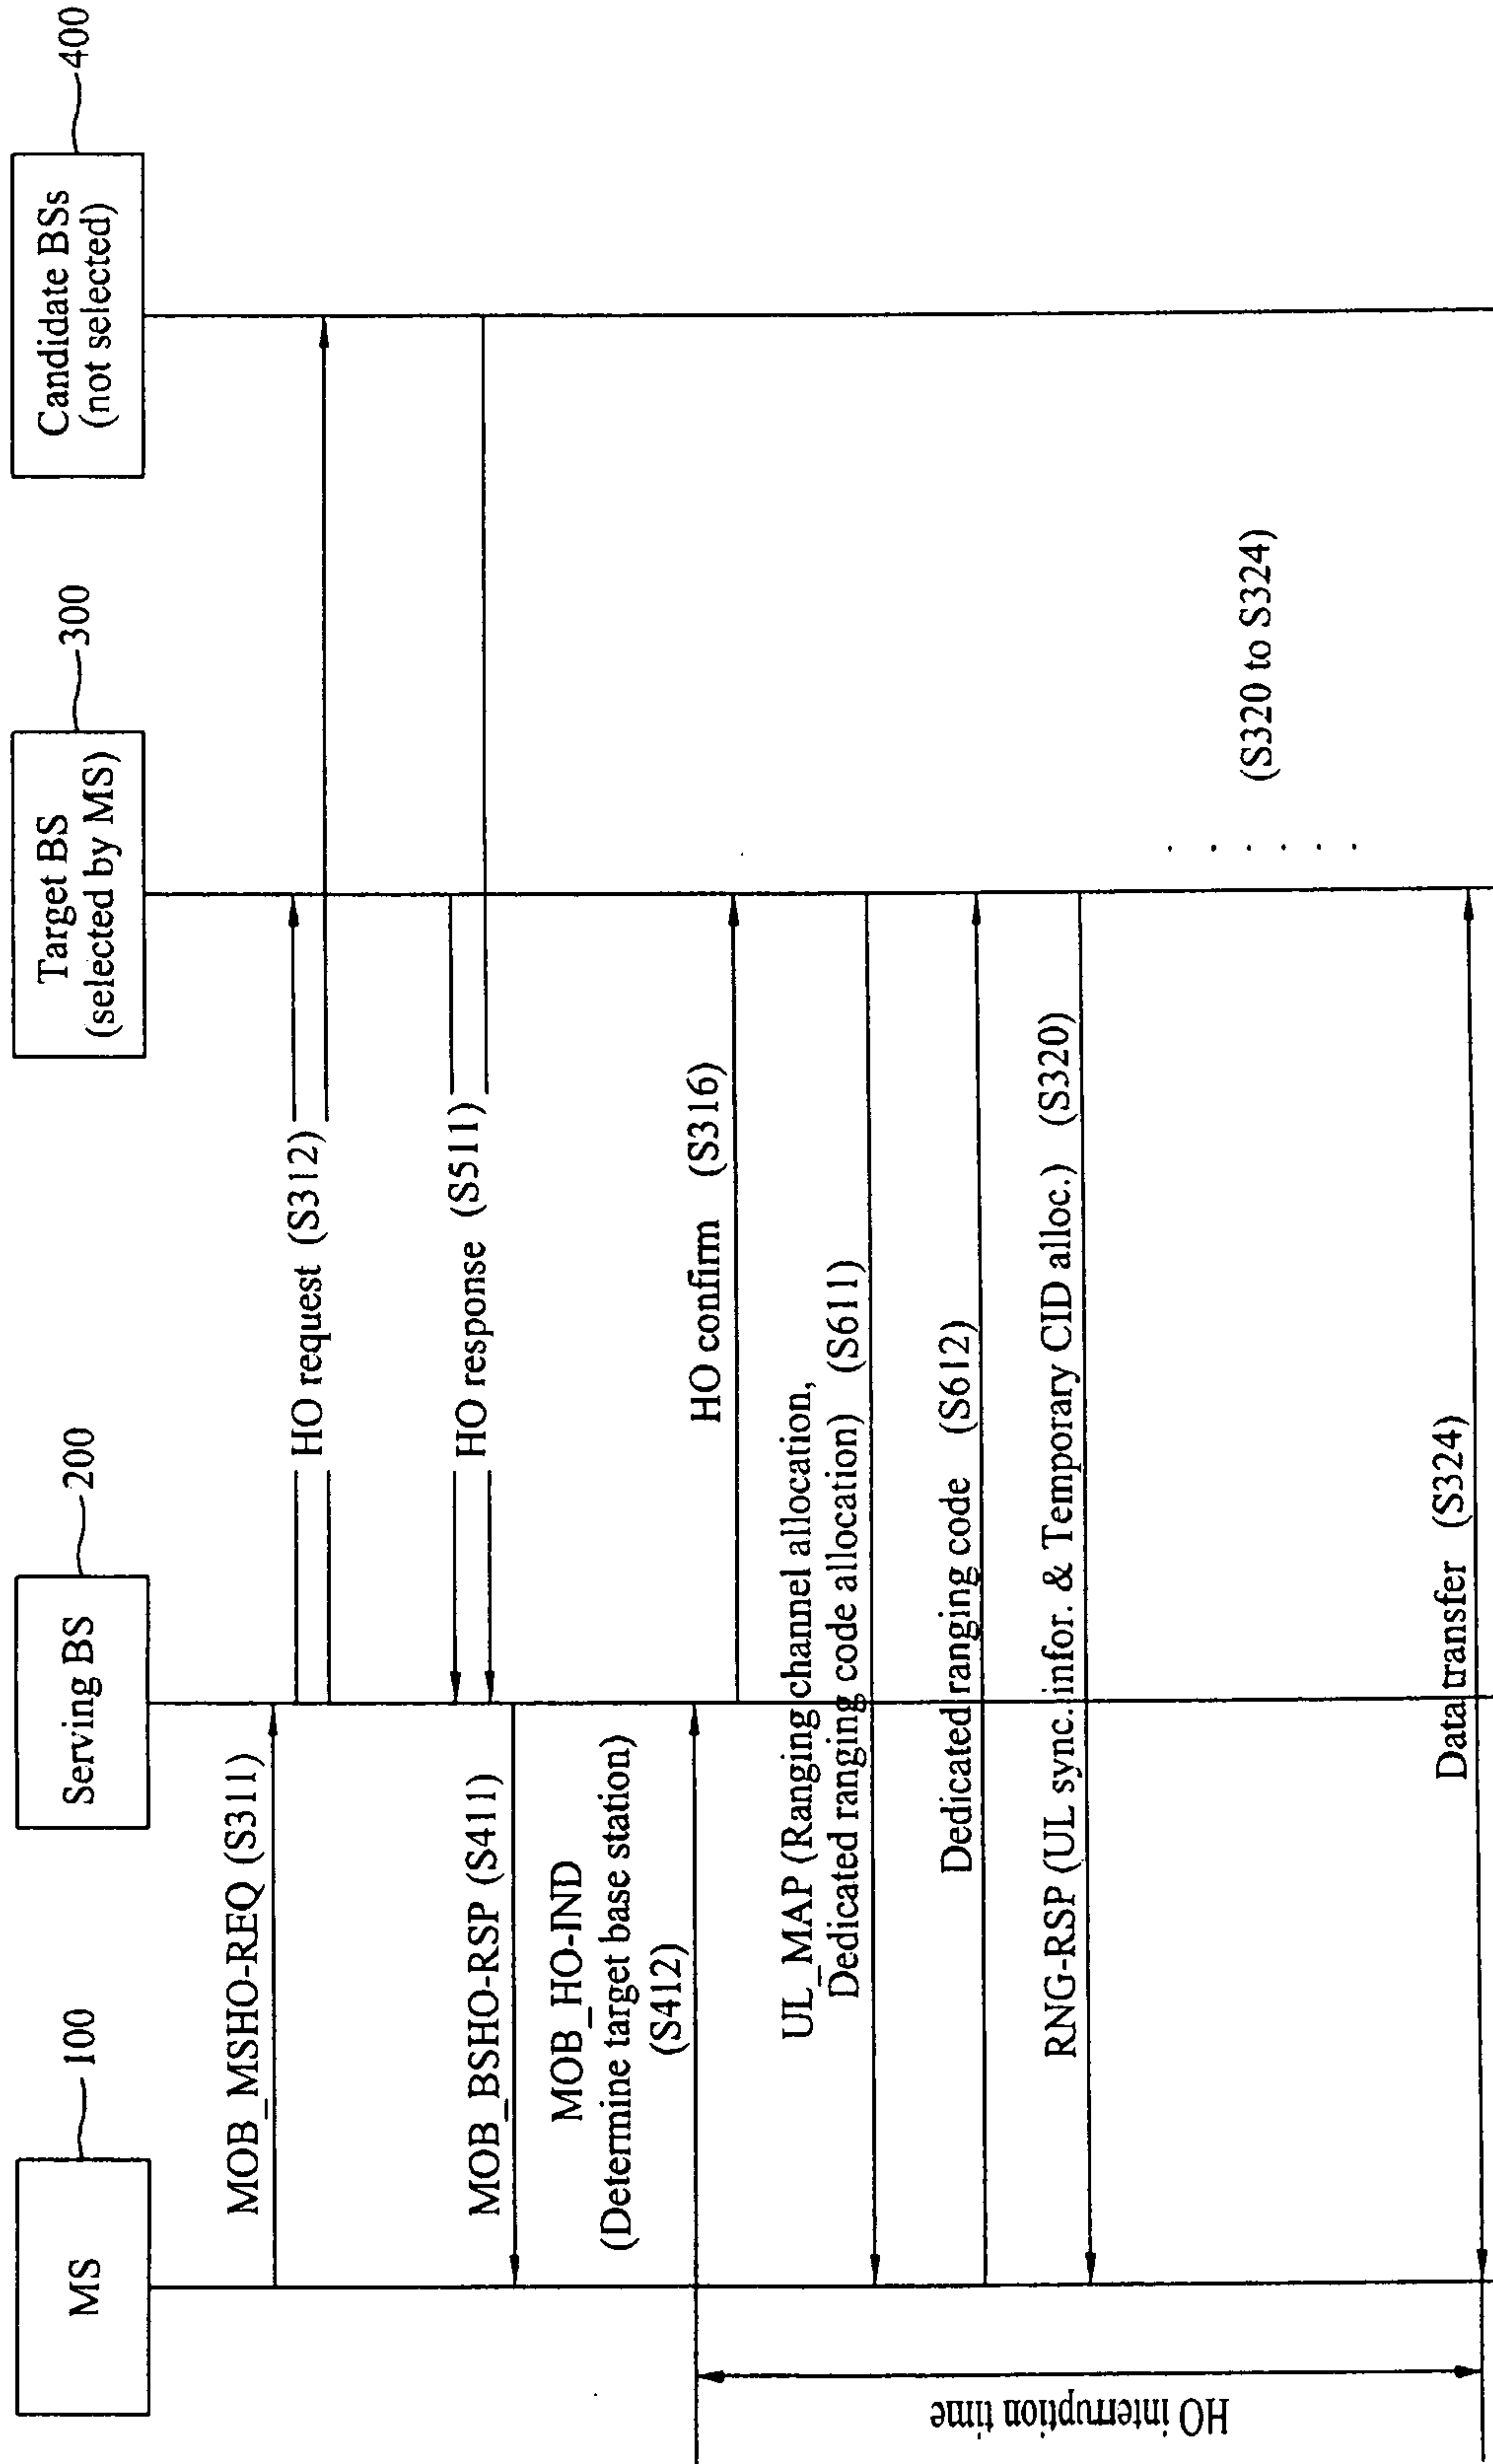 MS
100
Serving BS
200
Target BS
(selected by MS)
300
Candidate BSs
(not selected)
400
MOB_MSHO-REQ (S311)
HO request (S312)
HO response (S511)
MOB_BSHO-RSP (S411)
MOB_HO-IND
(Determine target base station)
(S412)
HO confirm (S316)
UL_MAP (Ranging channel allocation,
Dedicated ranging code allocation) (S611)
Dedicated ranging code (S612)
RNG-RSP (UL sync. infor. & Temporary CID alloc.) (S320)
(S320 to S324)
Data transfer (S324)
HO interruption time